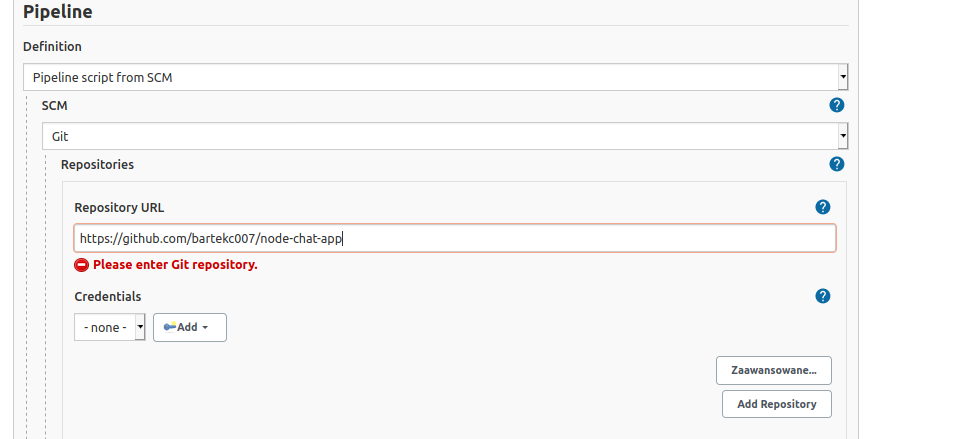 Pipeline
Definition
Pipeline script from SCM
SCM
Git
Repositories
Repository URL
https://github.com/bartekc007/node-chat-app
Please enter Git repository.
Credentials
- none -
Add
Zaawansowane...
Add Repository